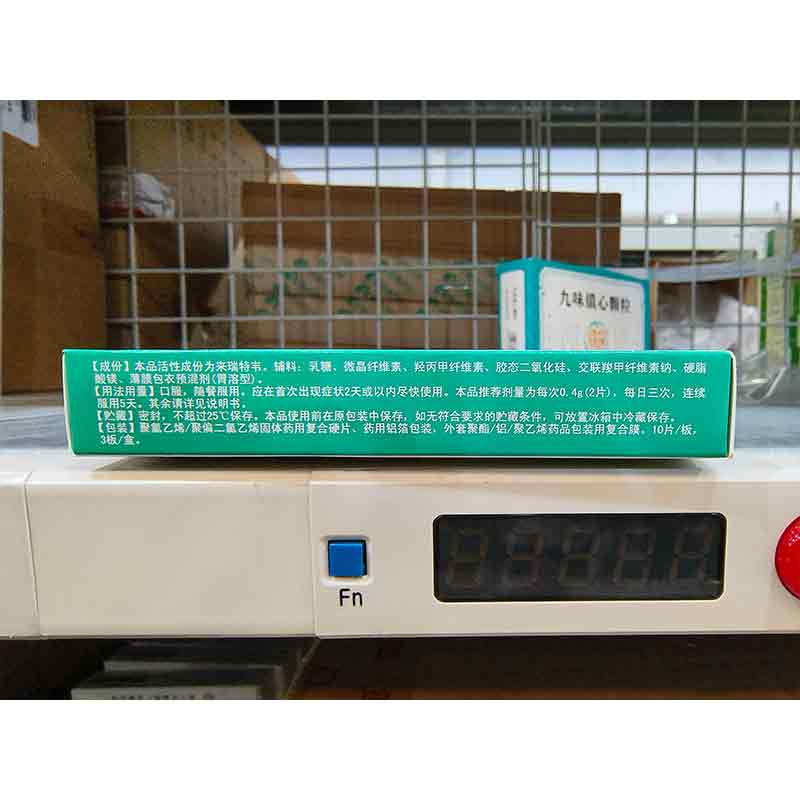 九味镇心颗粒
【成份】本品活性成份为来瑞特韦。辅料：乳糖、微晶纤维素、羟丙甲纤维素、胶态二氧化硅、交联羧甲纤维素钠、硬脂
酸镁、薄膜包衣预混剂(胃溶型)。
【用法用量】口服，随餐服用。应在首次出现症状2天或以内尽快使用。本品推荐剂量为每次0.4g(2片)，每日三次，连续
服用5天。其余请详见说明书。
【贮藏】密封，不超过25℃保存。本品使用前在原包装中保存，如无符合要求的贮藏条件，可放置冰箱中冷藏保存。
【包装】聚氯乙烯/聚偏二氯乙烯固体药用复合硬片、药用铝箔包装，外套聚酯/铝/聚乙烯药品包装用复合膜，10片/板，
3板/盒。
Fn